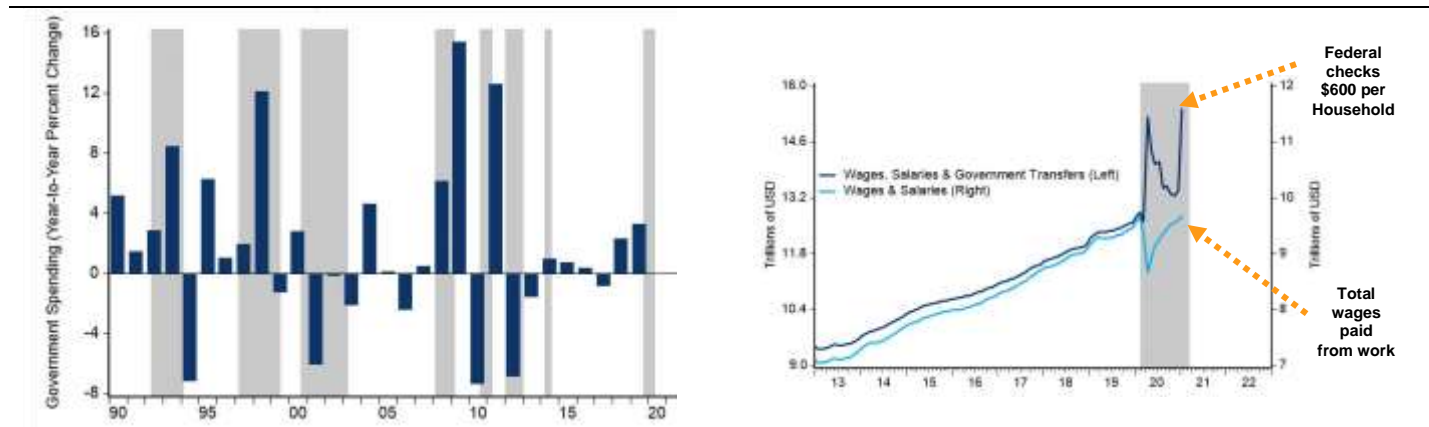 Government Spending (Year-to-Year Percent Change)
16
12
8
4
0
-4
-8
90
95
00
05
10
15
20
Trillions of USD
16.0
14.6
13.2
11.8
10.4
9.0
Wages, Salaries & Government Transfers (Left)
Wages & Salaries (Right)
13
14
15
16
17
18
19
20
21
22
12
11
10
9
8
7
Trillions of USD
Federal
checks
$600 per
Household
Total
wages
paid
from work